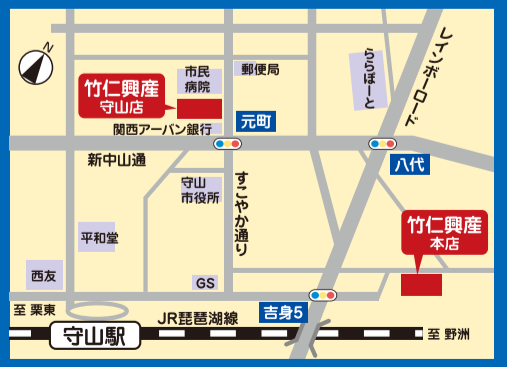 N
竹仁興産
守山店
市民
病院
郵便局
ららぽーと
レインボーロード
関西アーバン銀行
元町
新中山通
八代
守山
市役所
すこやか通り
竹仁興産
本店
平和堂
西友
GS
吉身5
至 栗東
JR琵琶湖線
守山駅
至 野洲